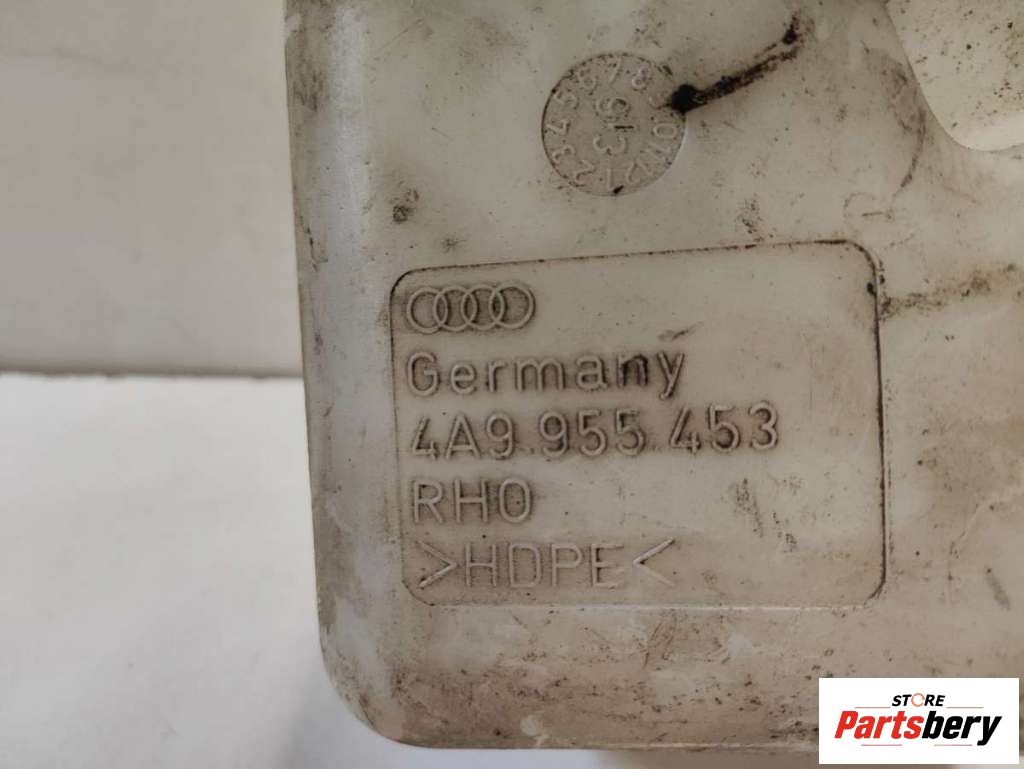 Germany
4A9 955 453
RHO
>HDPE<
STORE
Partsbery